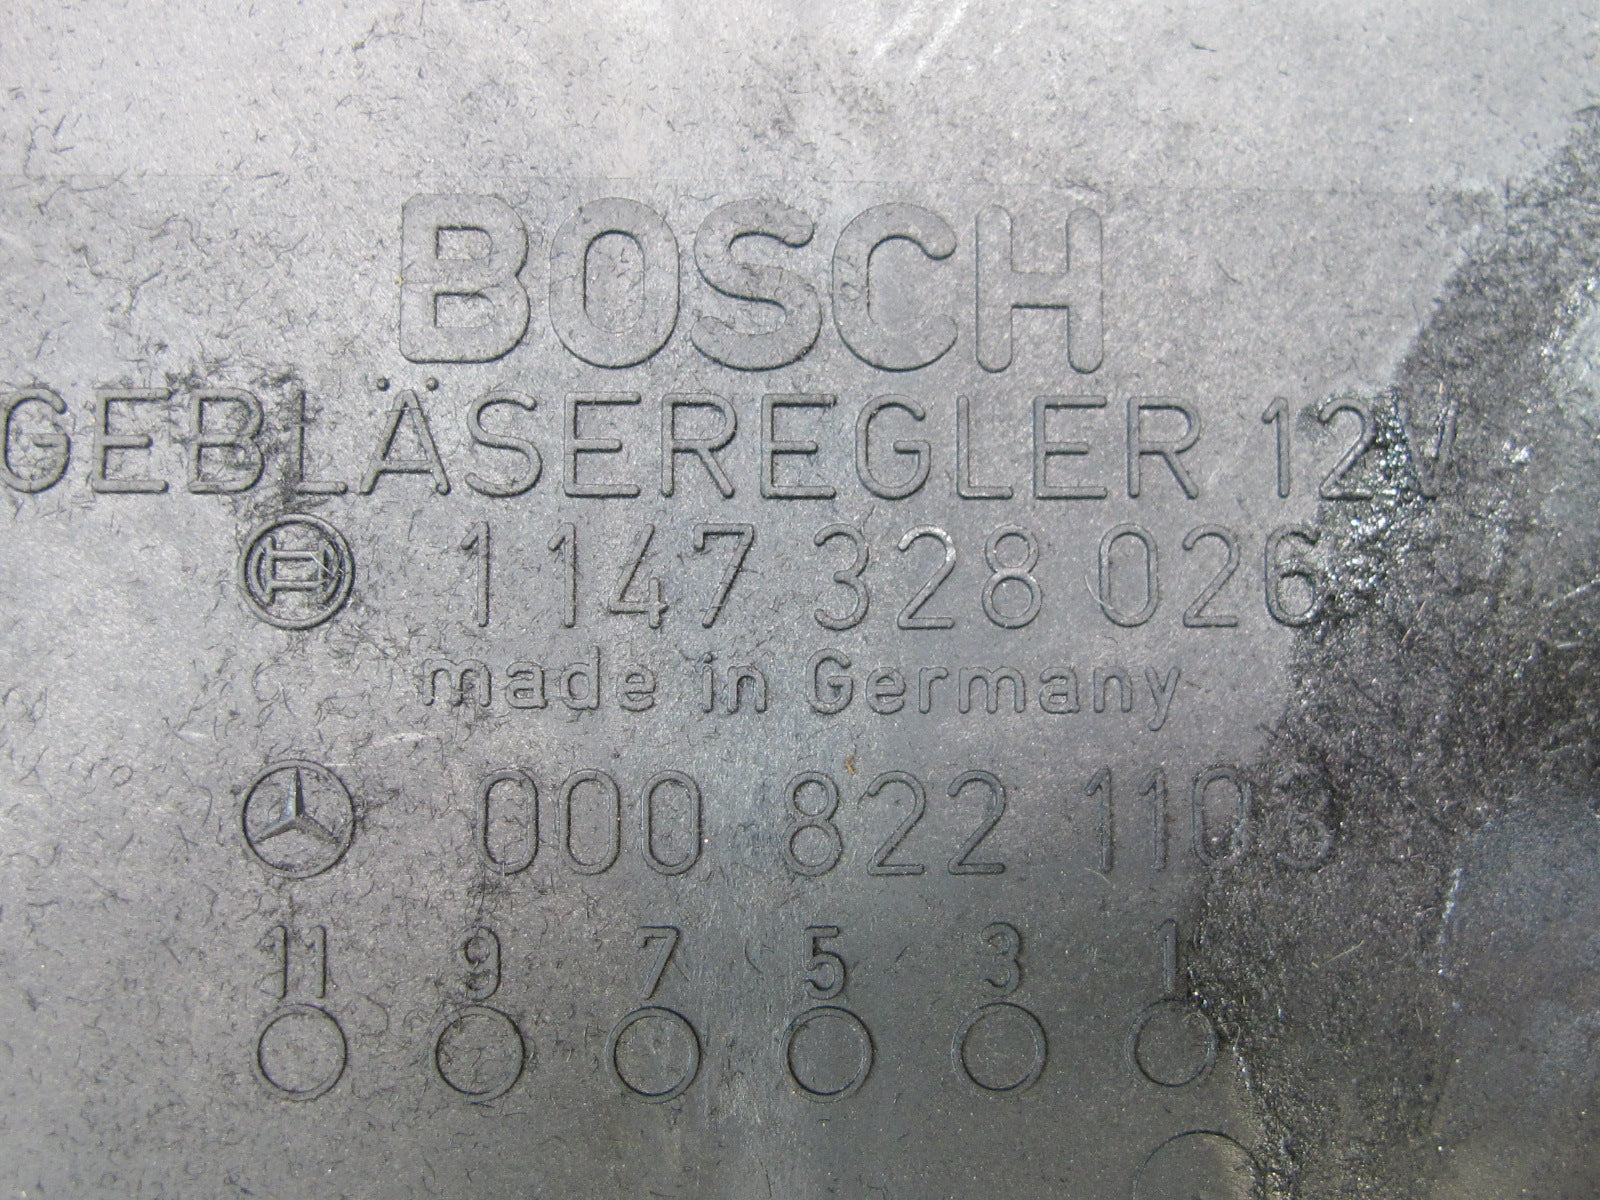 BOSCH
GEBLÄSEREGLER 12V
1 147 328 026
made in Germany
000 822 1103
11 9 7 5 3 1